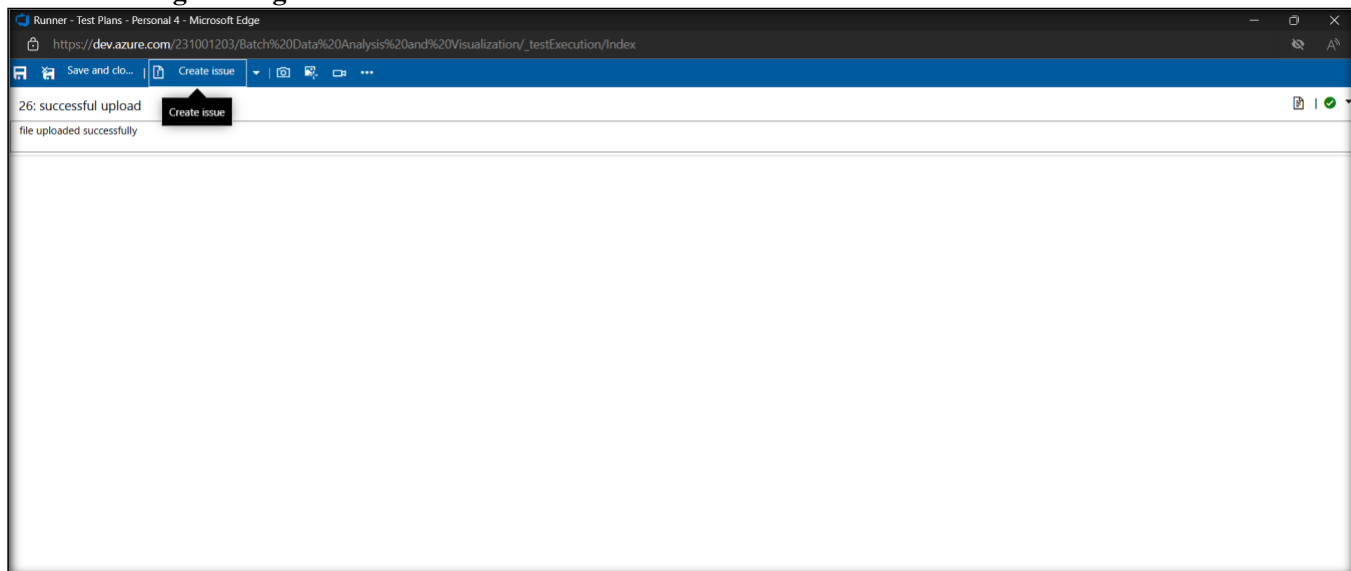 Runner - Test Plans - Personal 4 - Microsoft Edge
https://dev.azure.com/231001203/Batch%20Data%20Analysis%20and%20Visualization/_testExecution/Index
Save and clo... | Create issue
26: successful upload
Create issue
file uploaded successfully